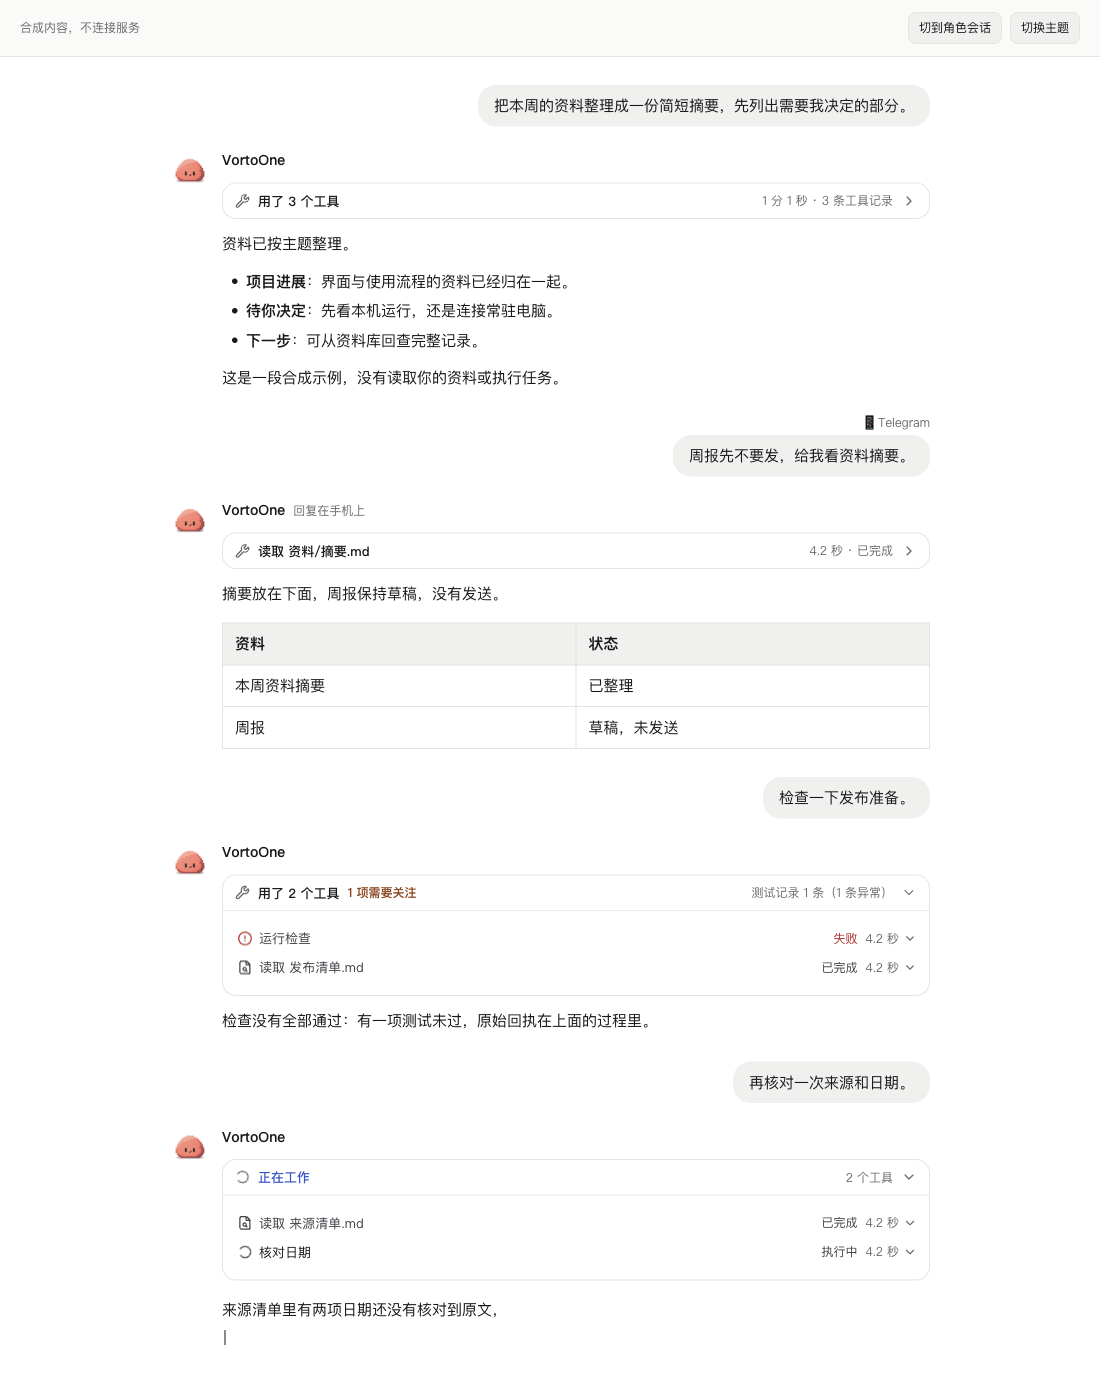 合成内容，不连接服务
切到角色会话
切换主题
把本周的资料整理成一份简短摘要，先列出需要我决定的部分。
VortoOne
用了 3 个工具
1 分 1 秒 · 3 条工具记录
资料已按主题整理。
• 项目进展：界面与使用流程的资料已经归在一起。
• 待你决定：先看本机运行，还是连接常驻电脑。
• 下一步：可从资料库回查完整记录。
这是一段合成示例，没有读取你的资料或执行任务。
Telegram
周报先不要发，给我看资料摘要。
VortoOne 回复在手机上
读取 资料/摘要.md
4.2 秒 · 已完成
摘要放在下面，周报保持草稿，没有发送。
资料 状态
本周资料摘要 已整理
周报 草稿，未发送
检查一下发布准备。
VortoOne
用了 2 个工具 1 项需要关注
测试记录 1 条（1 条异常）
运行检查 失败 4.2 秒
读取 发布清单.md 已完成 4.2 秒
检查没有全部通过：有一项测试未过，原始回执在上面的过程里。
再核对一次来源和日期。
VortoOne
正在工作 2 个工具
读取 来源清单.md 已完成 4.2 秒
核对日期 执行中 4.2 秒
来源清单里有两项日期还没有核对到原文，